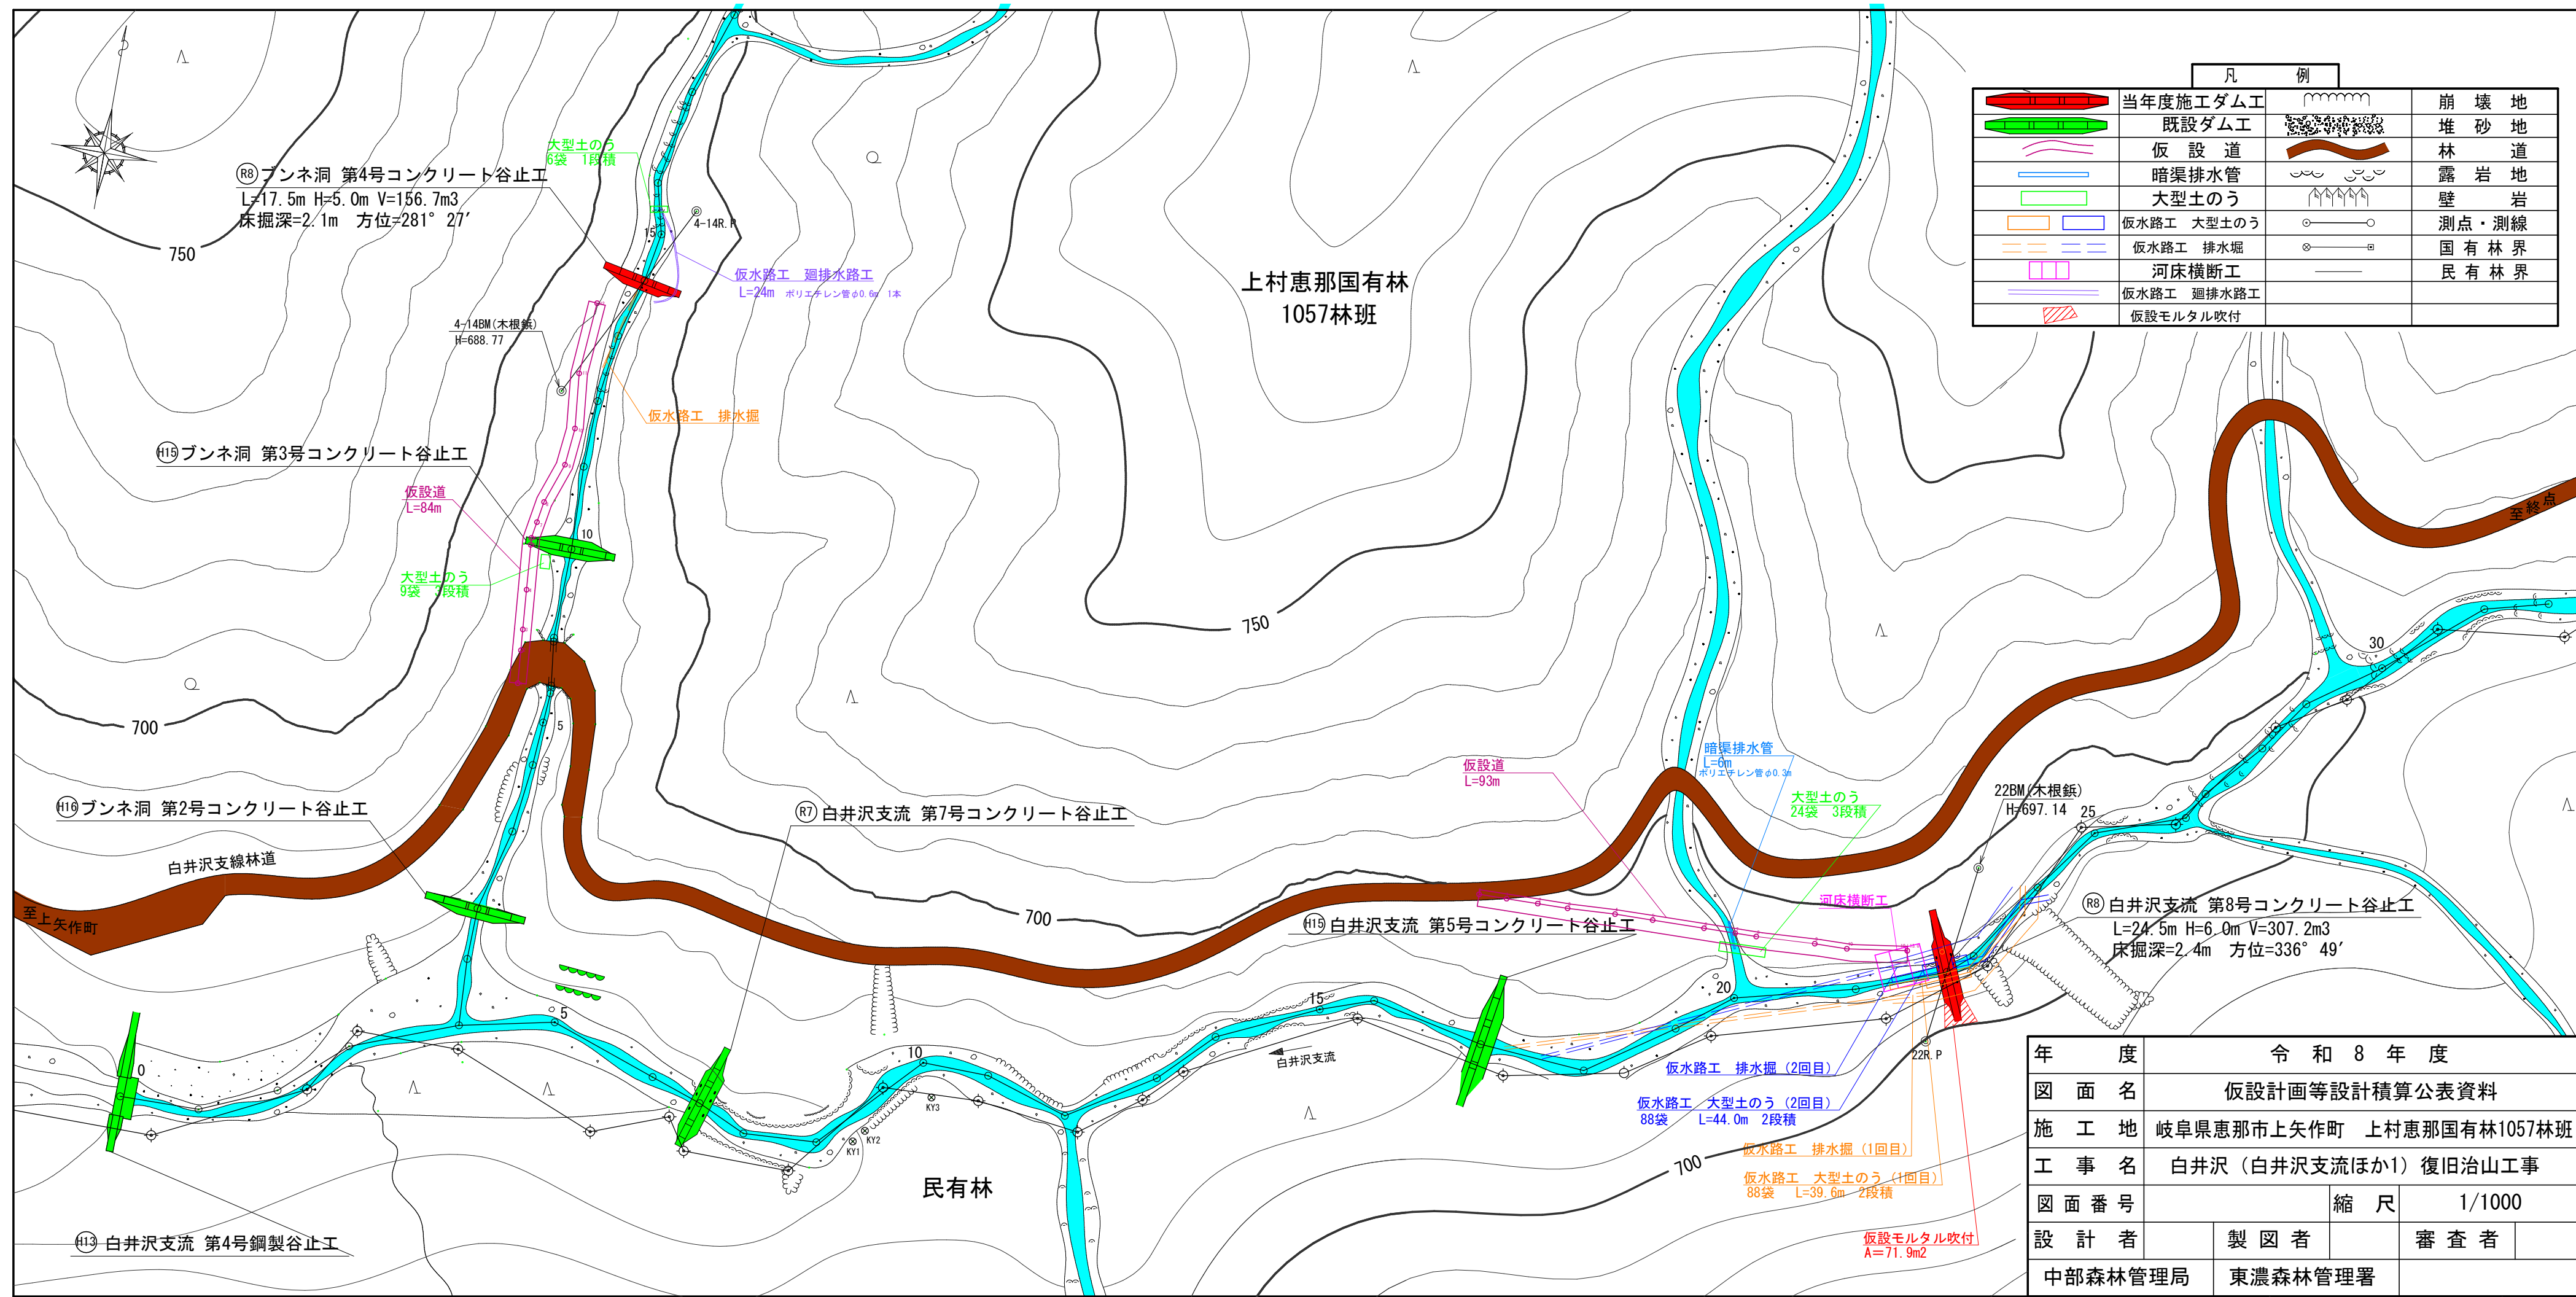 凡 例
当年度施工ダム工 崩壊地
既設ダム工 堆砂地
仮設道 林道
暗渠排水管 露岩地
大型土のう 壁岩
仮水路工 大型土のう 測点・測線
仮水路工 排水堀 国有林界
河床横断工 民有林界
仮水路工 廻排水路工
仮設モルタル吹付
大型土のう
6袋 1段積
R8 ブンネ洞 第4号コンクリート谷止工
L=17.5m H=5.0m V=156.7m3
床掘深=2.1m 方位=281°27′
750
4-14R.P
15
仮水路工 廻排水路工
L=24m ポリエチレン管φ0.6m 1本
上村恵那国有林
1057林班
4-14BM(木根鋲)
H=688.77
仮水路工 排水掘
H15 ブンネ洞 第3号コンクリート谷止工
仮設道
L=84m
10
大型土のう
9袋 3段積
至終点
750
30
700
5
暗渠排水管
L=6m
ポリエチレン管φ0.3m
仮設道
L=93m
大型土のう
24袋 3段積
22BM(木根鋲)
H=697.14
25
H16 ブンネ洞 第2号コンクリート谷止工
R7 白井沢支流 第7号コンクリート谷止工
白井沢支線林道
至上矢作町
700
H15 白井沢支流 第5号コンクリート谷止工
河床横断工
R8 白井沢支流 第8号コンクリート谷止工
L=24.5m H=6.0m V=307.2m3
床掘深=2.4m 方位=336°49′
20
15
5
0
10
白井沢支流
22R.P
KY3
KY2
KY1
仮水路工 排水掘(2回目)
仮水路工 大型土のう(2回目)
88袋 L=44.0m 2段積
仮水路工 排水掘(1回目)
仮水路工 大型土のう(1回目)
88袋 L=39.6m 2段積
700
民有林
仮設モルタル吹付
A=71.9m2
H13 白井沢支流 第4号鋼製谷止工
年度 令和8年度
図面名 仮設計画等設計積算公表資料
施工地 岐阜県恵那市上矢作町 上村恵那国有林1057林班
工事名 白井沢(白井沢支流ほか1)復旧治山工事
図面番号 縮尺 1/1000
設計者 製図者 審査者
中部森林管理局 東濃森林管理署